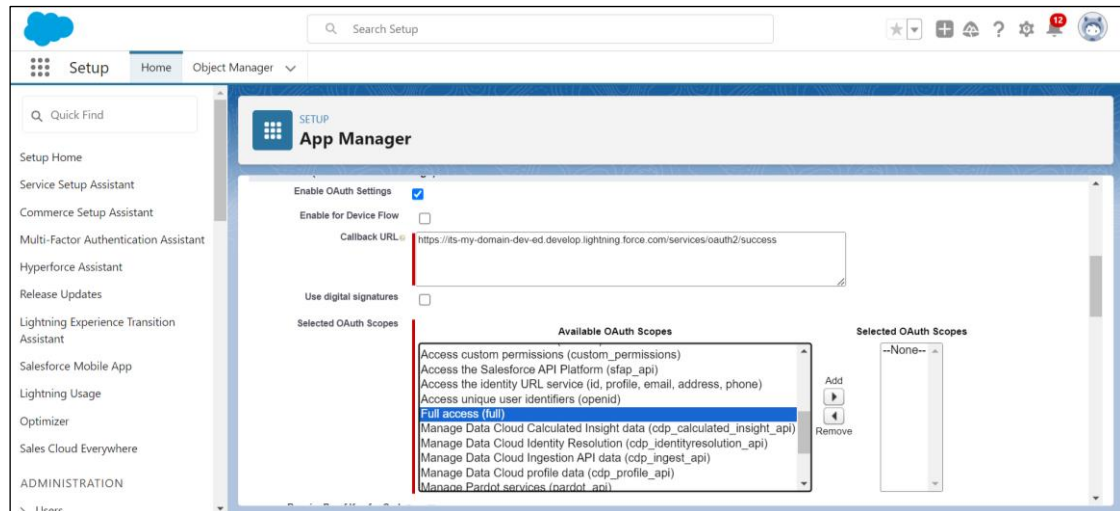 Search Setup
12
Setup
Home
Object Manager
Quick Find
Setup Home
Service Setup Assistant
Commerce Setup Assistant
Multi-Factor Authentication Assistant
Hyperforce Assistant
Release Updates
Lightning Experience Transition
Assistant
Salesforce Mobile App
Lightning Usage
Optimizer
Sales Cloud Everywhere
ADMINISTRATION
> Users
SETUP
App Manager
Enable OAuth Settings
Enable for Device Flow
Callback URL
https://its-my-domain-dev-ed.develop.lightning.force.com/services/oauth2/success
Use digital signatures
Selected OAuth Scopes
Available OAuth Scopes
Access custom permissions (custom_permissions)
Access the Salesforce API Platform (sfap_api)
Access the identity URL service (id, profile, email, address, phone)
Access unique user identifiers (openid)
Full access (full)
Manage Data Cloud Calculated Insight data (cdp_calculated_insight_api)
Manage Data Cloud Identity Resolution (cdp_identityresolution_api)
Manage Data Cloud Ingestion API data (cdp_ingest_api)
Manage Data Cloud profile data (cdp_profile_api)
Manage Pardot services (pardot_api)
Add
Remove
Selected OAuth Scopes
--None--